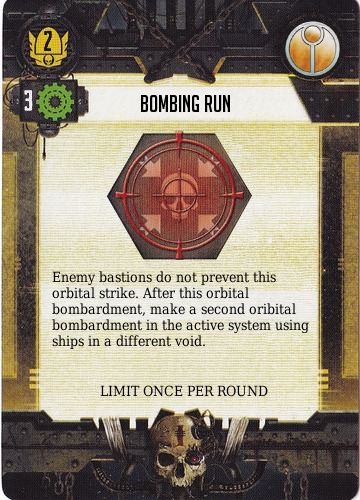 2
3
BOMBING RUN
Enemy bastions do not prevent this
orbital strike. After this orbital
bombardment, make a second oribital
bombardment in the active system using
ships in a different void.
LIMIT ONCE PER ROUND